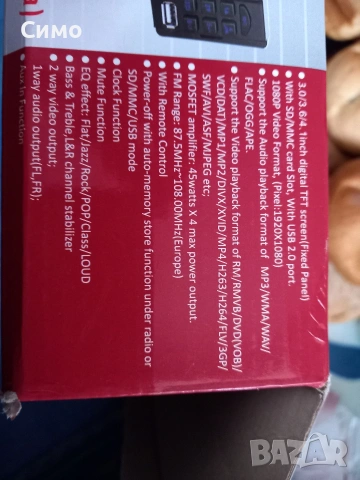 Симо
a)
• 3.0/3.6/4.1inch digital TFT screen(Fixed Panel)
• With SD/MMC card Slot, With USB 2.0 port.
1080P Video Format, (Pixel:1920X1080)
• Support the Audio playback format of MP3/WMA/WAV/
FLAC/OGG/APE.
• Support the Video playback format of RM/RMVB/DVD(VOB)/
VCD(DAT)/MP1/MP2/DIVX/XVID/MP4/H263/H264/FLV/3GP/
SWF/AVI/ASF/MJPEG etc;
• MOSFET amplifier: 45watts X 4 max power output.
• FM Range: 87.5MHz~108.00MHz(Europe)
• With Remote Control
• Power-off with auto-memory store function under radio or
SD/MMC/USB mode
• Clock Function
• Mute Function
• EQ effect: Flat/Jazz/Rock/POP/Class/LOUD
• Bass & Treble,L&R channel stabilizer
• 2 way video output;
1way audio output(FL,FR);
• Aux in Function
BAZAR
bg